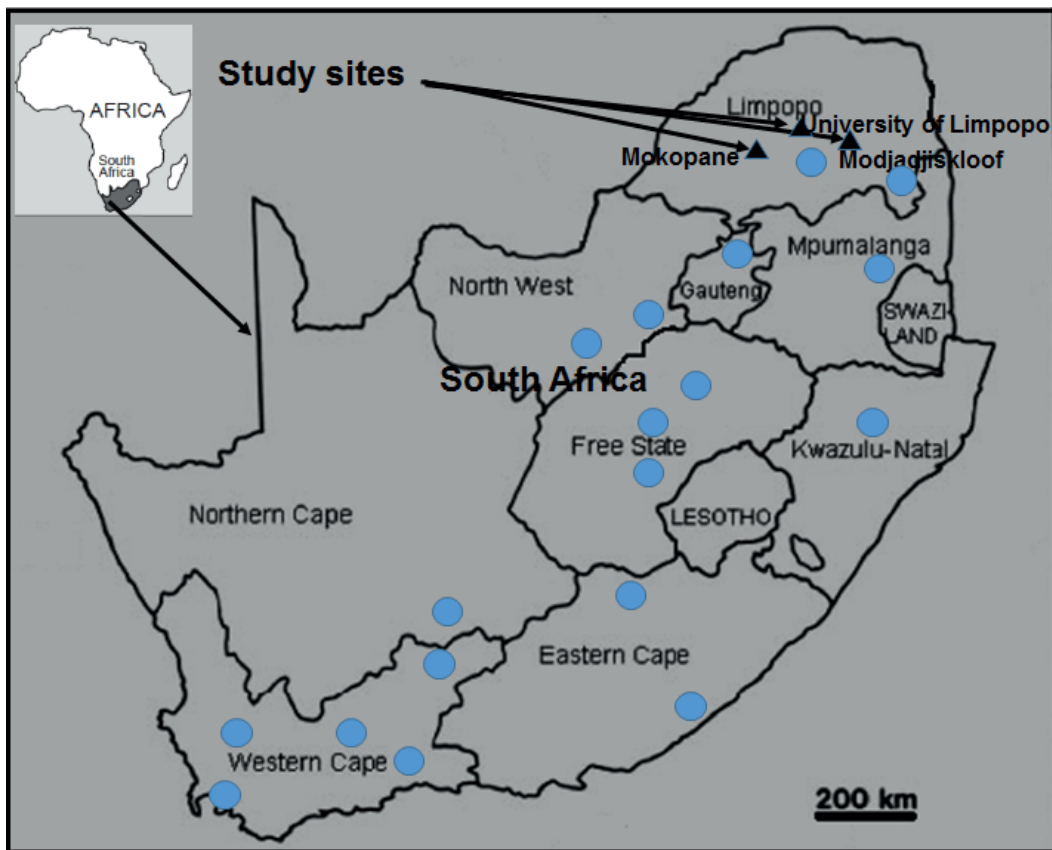 AFRICA
South
Africa
Study sites
Limpopo
University of Limpopo
Mokopane
Modjadjiskloof
Mpumalanga
North West
Gauteng
SWAZI
LAND
South Africa
Free State
Kwazulu-Natal
Northern Cape
LESOTHO
Eastern Cape
Western Cape
200 km